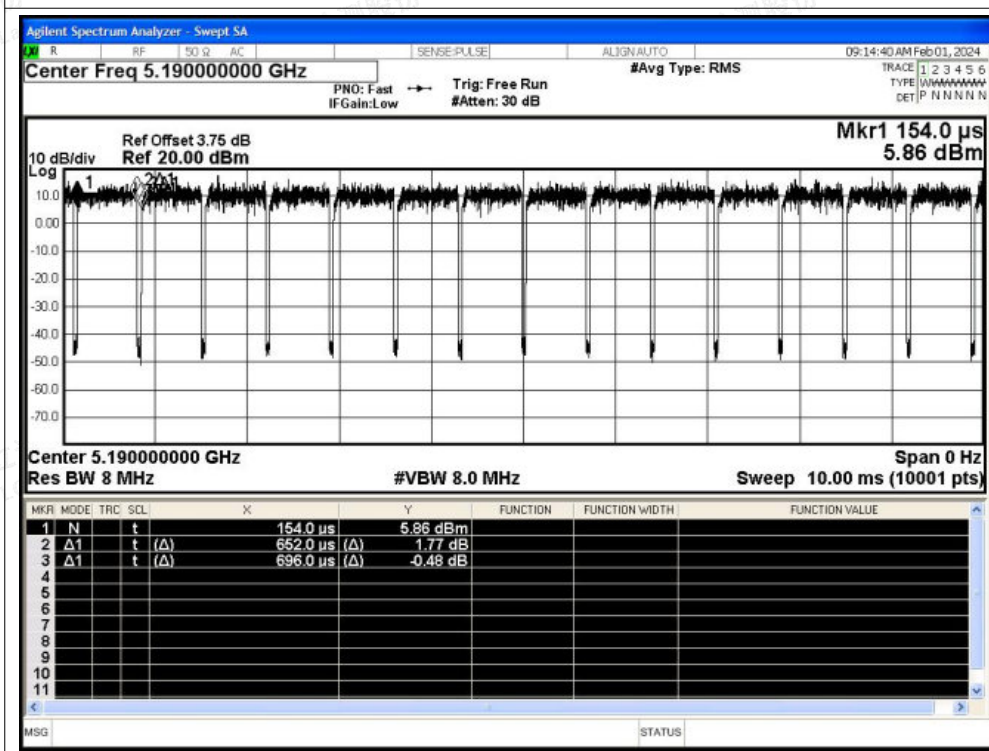 Agilent Spectrum Analyzer - Swept SA
R RF 50 Ω AC SENSE:PULSE ALIGN AUTO 09:14:40 AM Feb 01, 2024
Center Freq 5.190000000 GHz #Avg Type: RMS TRACE 1 2 3 4 5 6
PNO: Fast Trig: Free Run TYPE WWWWWW
IFGain:Low #Atten: 30 dB DET P N N N N N
Mkr1 154.0 µs
Ref Offset 3.75 dB
10 dB/div Ref 20.00 dBm 5.86 dBm
Log
10.0
0.00
-10.0
-20.0
-30.0
-40.0
-50.0
-60.0
-70.0
1 2Δ1
Center 5.190000000 GHz Span 0 Hz
Res BW 8 MHz #VBW 8.0 MHz Sweep 10.00 ms (10001 pts)
MKR MODE TRC SCL X Y FUNCTION FUNCTION WIDTH FUNCTION VALUE
1 N t 154.0 µs 5.86 dBm
2 Δ1 t (Δ) 652.0 µs (Δ) 1.77 dB
3 Δ1 t (Δ) 696.0 µs (Δ) -0.48 dB
4
5
6
7
8
9
10
11
MSG STATUS